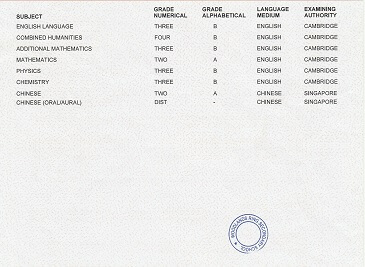 SUBJECT GRADE NUMERICAL GRADE ALPHABETICAL LANGUAGE MEDIUM EXAMINING AUTHORITY
ENGLISH LANGUAGE THREE B ENGLISH CAMBRIDGE
COMBINED HUMANITIES FOUR B ENGLISH CAMBRIDGE
ADDITIONAL MATHEMATICS THREE B ENGLISH CAMBRIDGE
MATHEMATICS TWO A ENGLISH CAMBRIDGE
PHYSICS THREE B ENGLISH CAMBRIDGE
CHEMISTRY THREE B ENGLISH CAMBRIDGE
CHINESE TWO A CHINESE SINGAPORE
CHINESE (ORAL/AURAL) DIST - CHINESE SINGAPORE
WOODLANDS RING SECONDARY SCHOOL